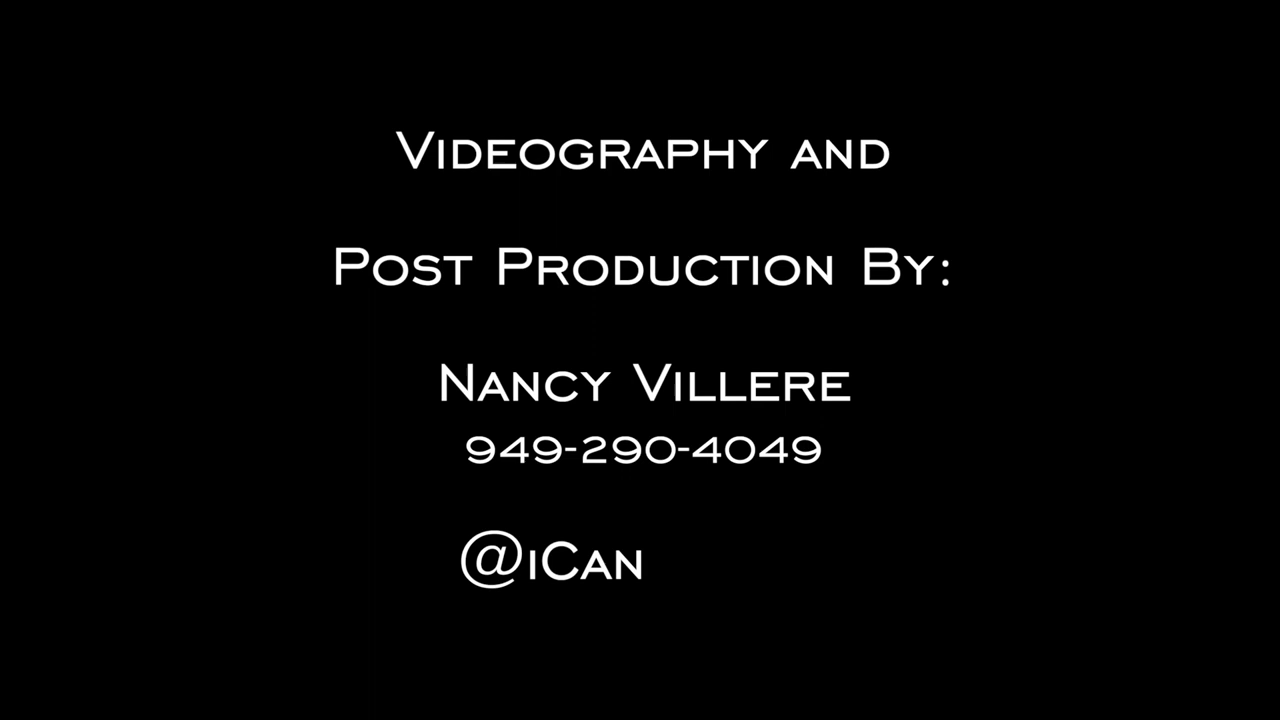 Videography and
Post Production By:
Nancy Villere
949-290-4049
@iCan